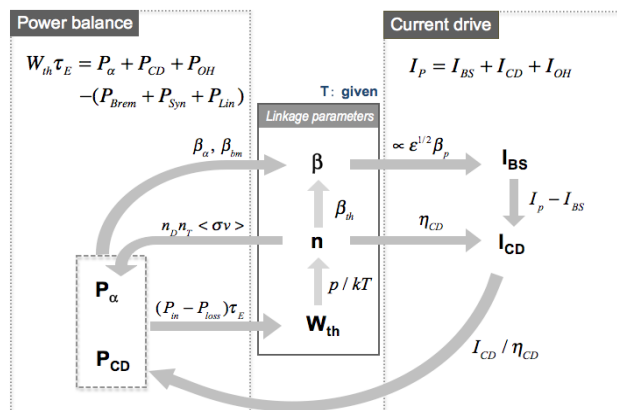 Power balance
Current drive
W_th τ_E = P_α + P_CD + P_OH
−(P_Brem + P_Syn + P_Lin)
I_P = I_BS + I_CD + I_OH
T: given
Linkage parameters
β_α, β_bm
β
∝ ε^1/2 β_p
I_BS
β_th
I_p − I_BS
n_D n_T < σv >
n
η_CD
I_CD
P_α
p / kT
(P_in − P_loss)τ_E
W_th
P_CD
I_CD / η_CD